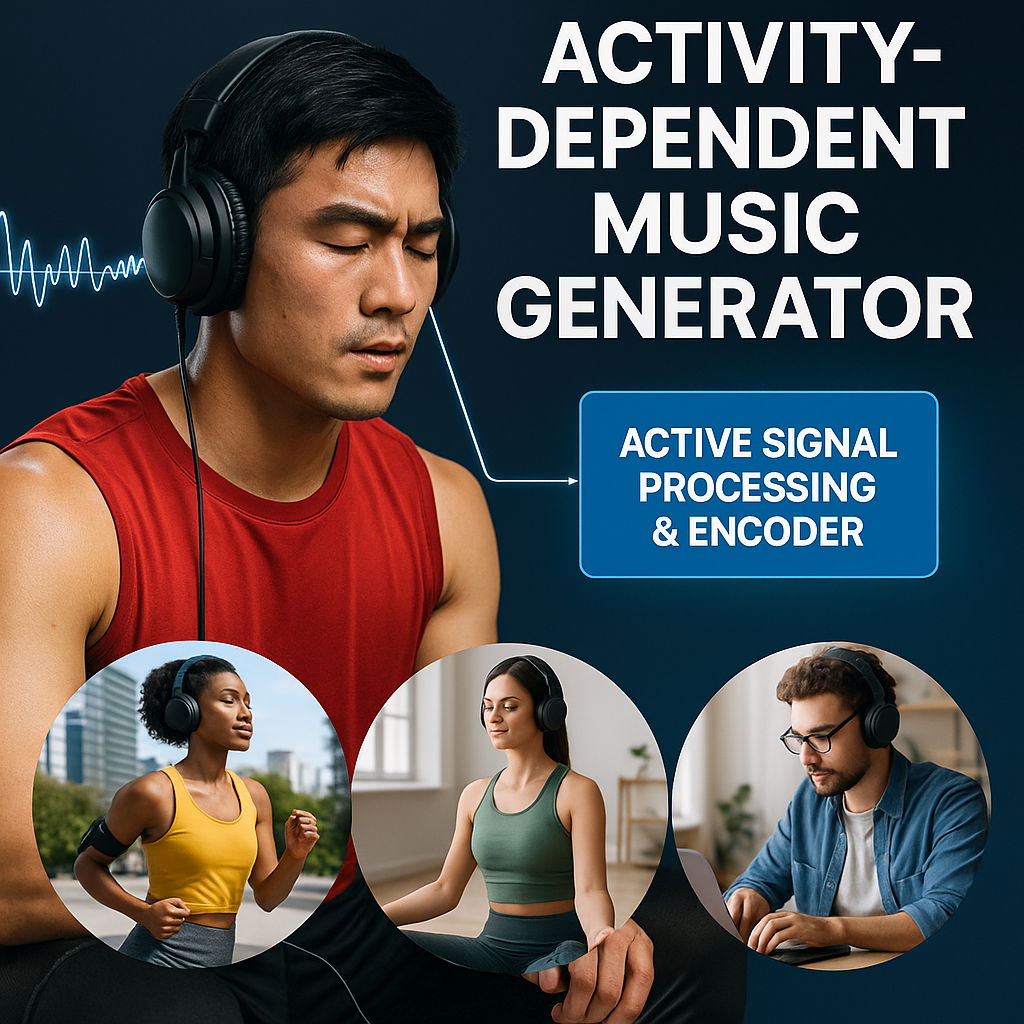 ACTIVITY-
DEPENDENT
MUSIC
GENERATOR
ACTIVE SIGNAL
PROCESSING
& ENCODER